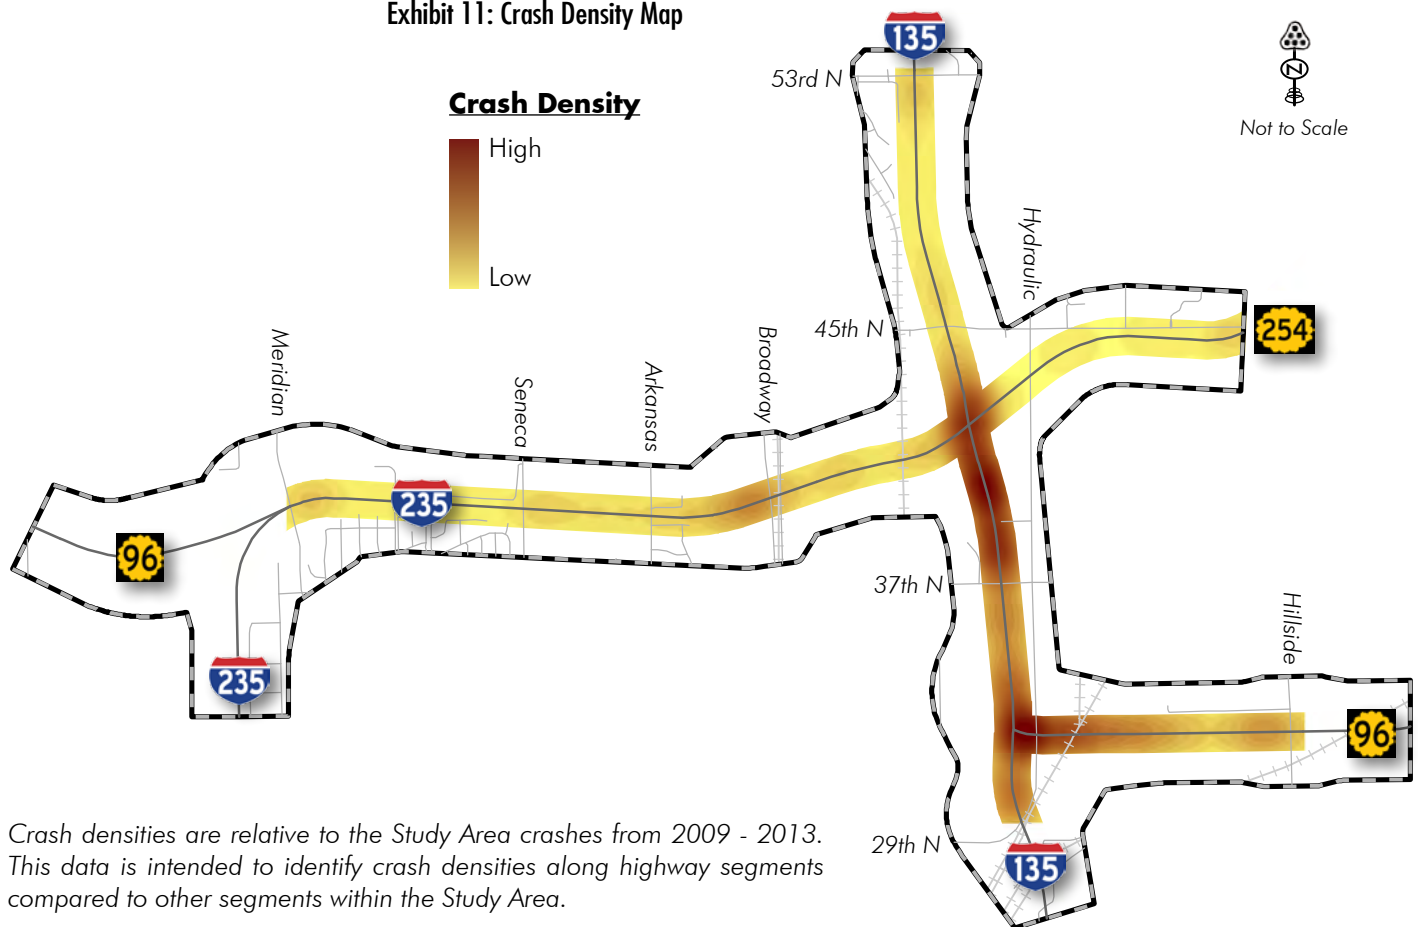 Exhibit 11: Crash Density Map
135
53rd N
N
Not to Scale
Crash Density
High
Low
Hydraulic
45th N
254
Meridian
Seneca
Arkansas
Broadway
235
96
37th N
Hillside
235
96
29th N
135
Crash densities are relative to the Study Area crashes from 2009 - 2013.
This data is intended to identify crash densities along highway segments
compared to other segments within the Study Area.